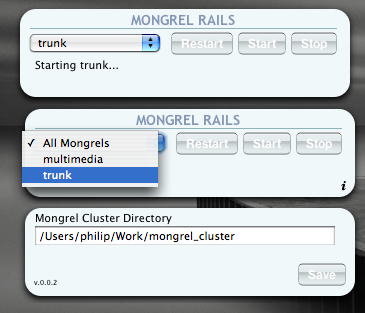 MONGREL RAILS
trunk Restart Start Stop
Starting trunk...
MONGREL RAILS
✓ All Mongrels Restart Start Stop
multimedia
trunk
i
Mongrel Cluster Directory
/Users/philip/Work/mongrel_cluster
Save
v.0.0.2